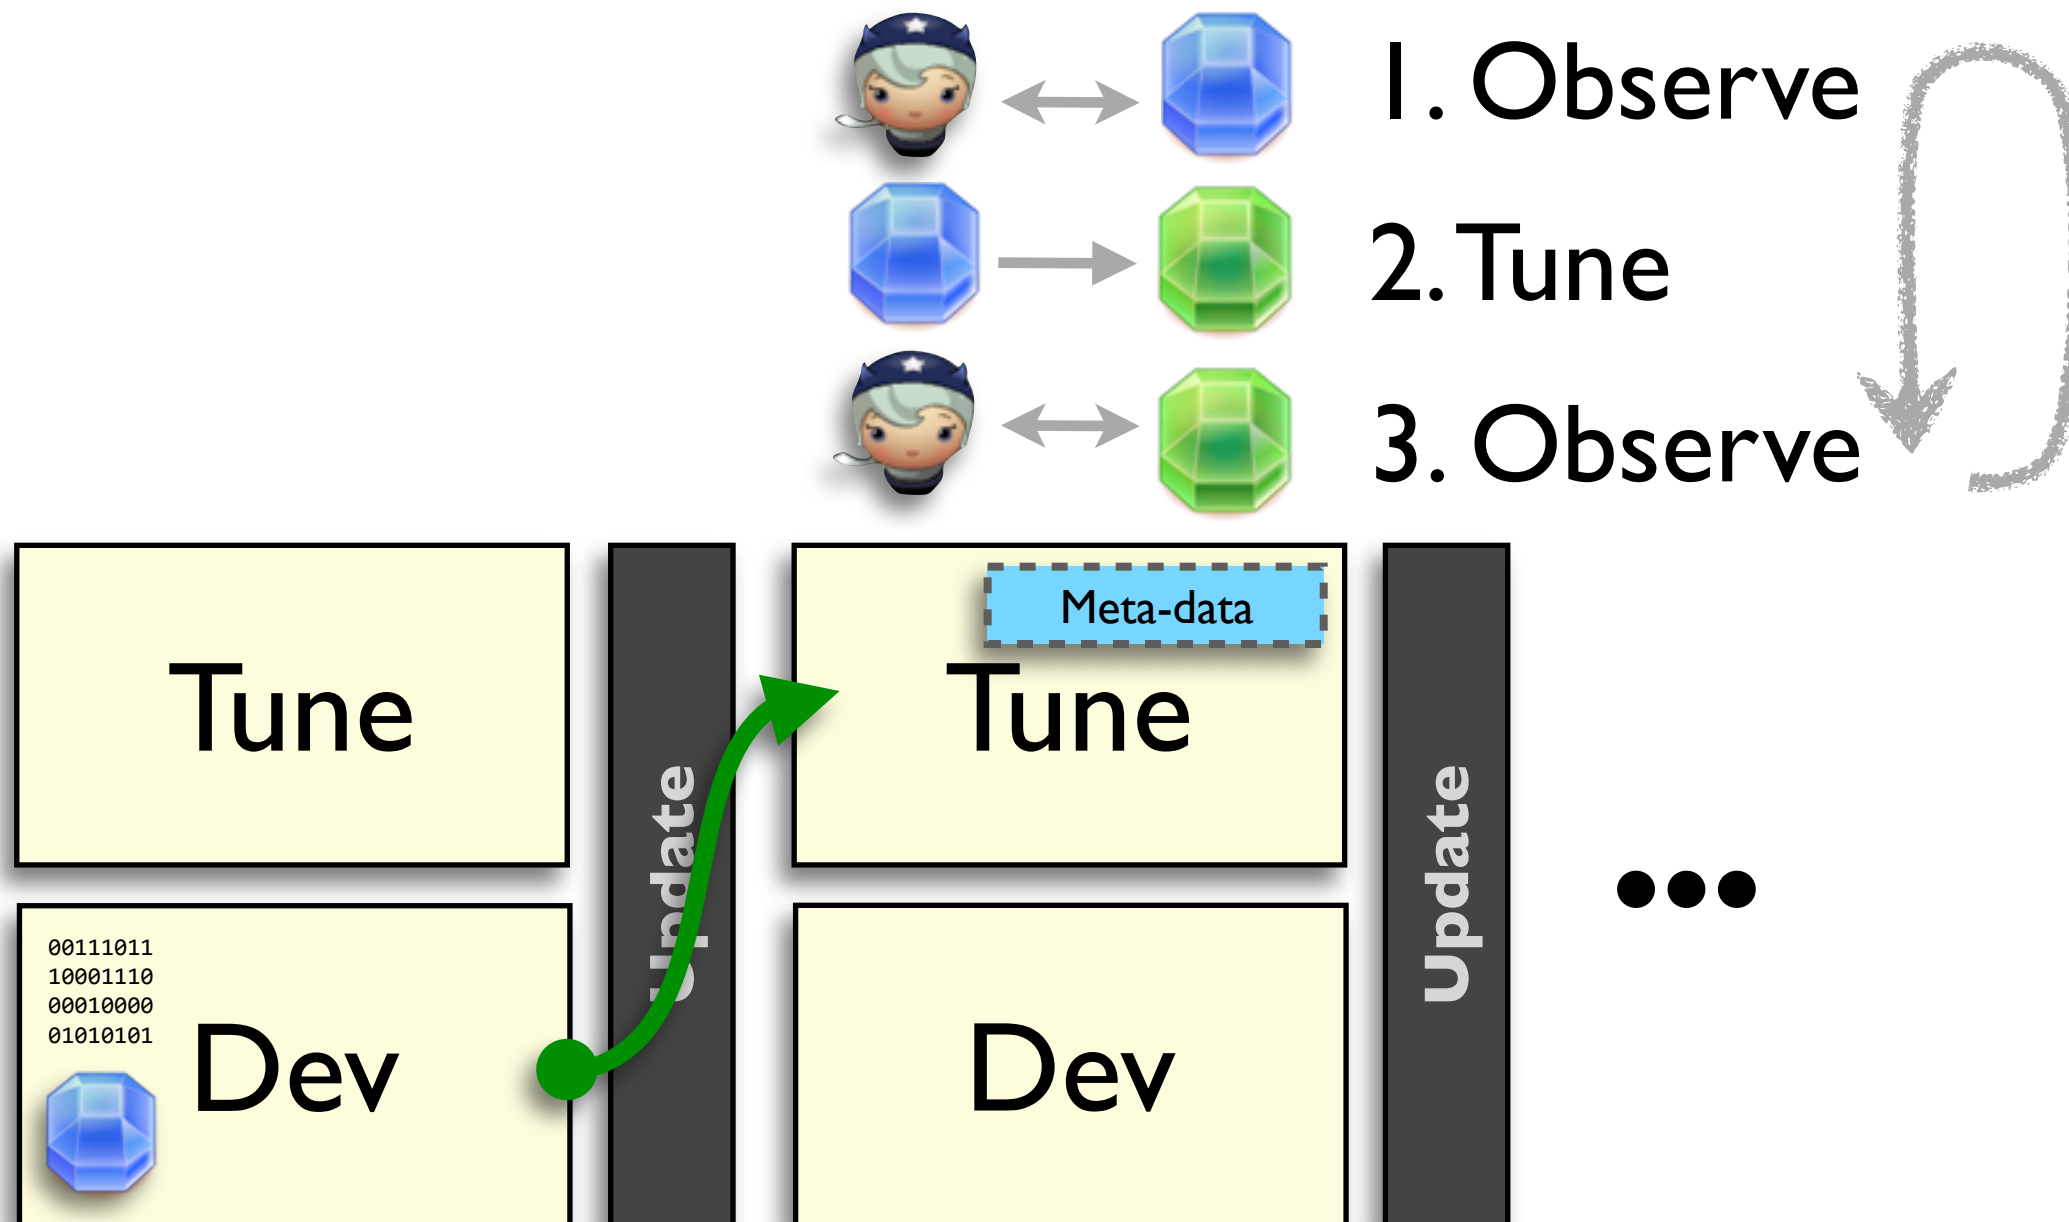 1. Observe
2. Tune
3. Observe
Tune
Update
Meta-data
Tune
Update
•••
00111011
10001110
00010000
01010101
Dev
Dev